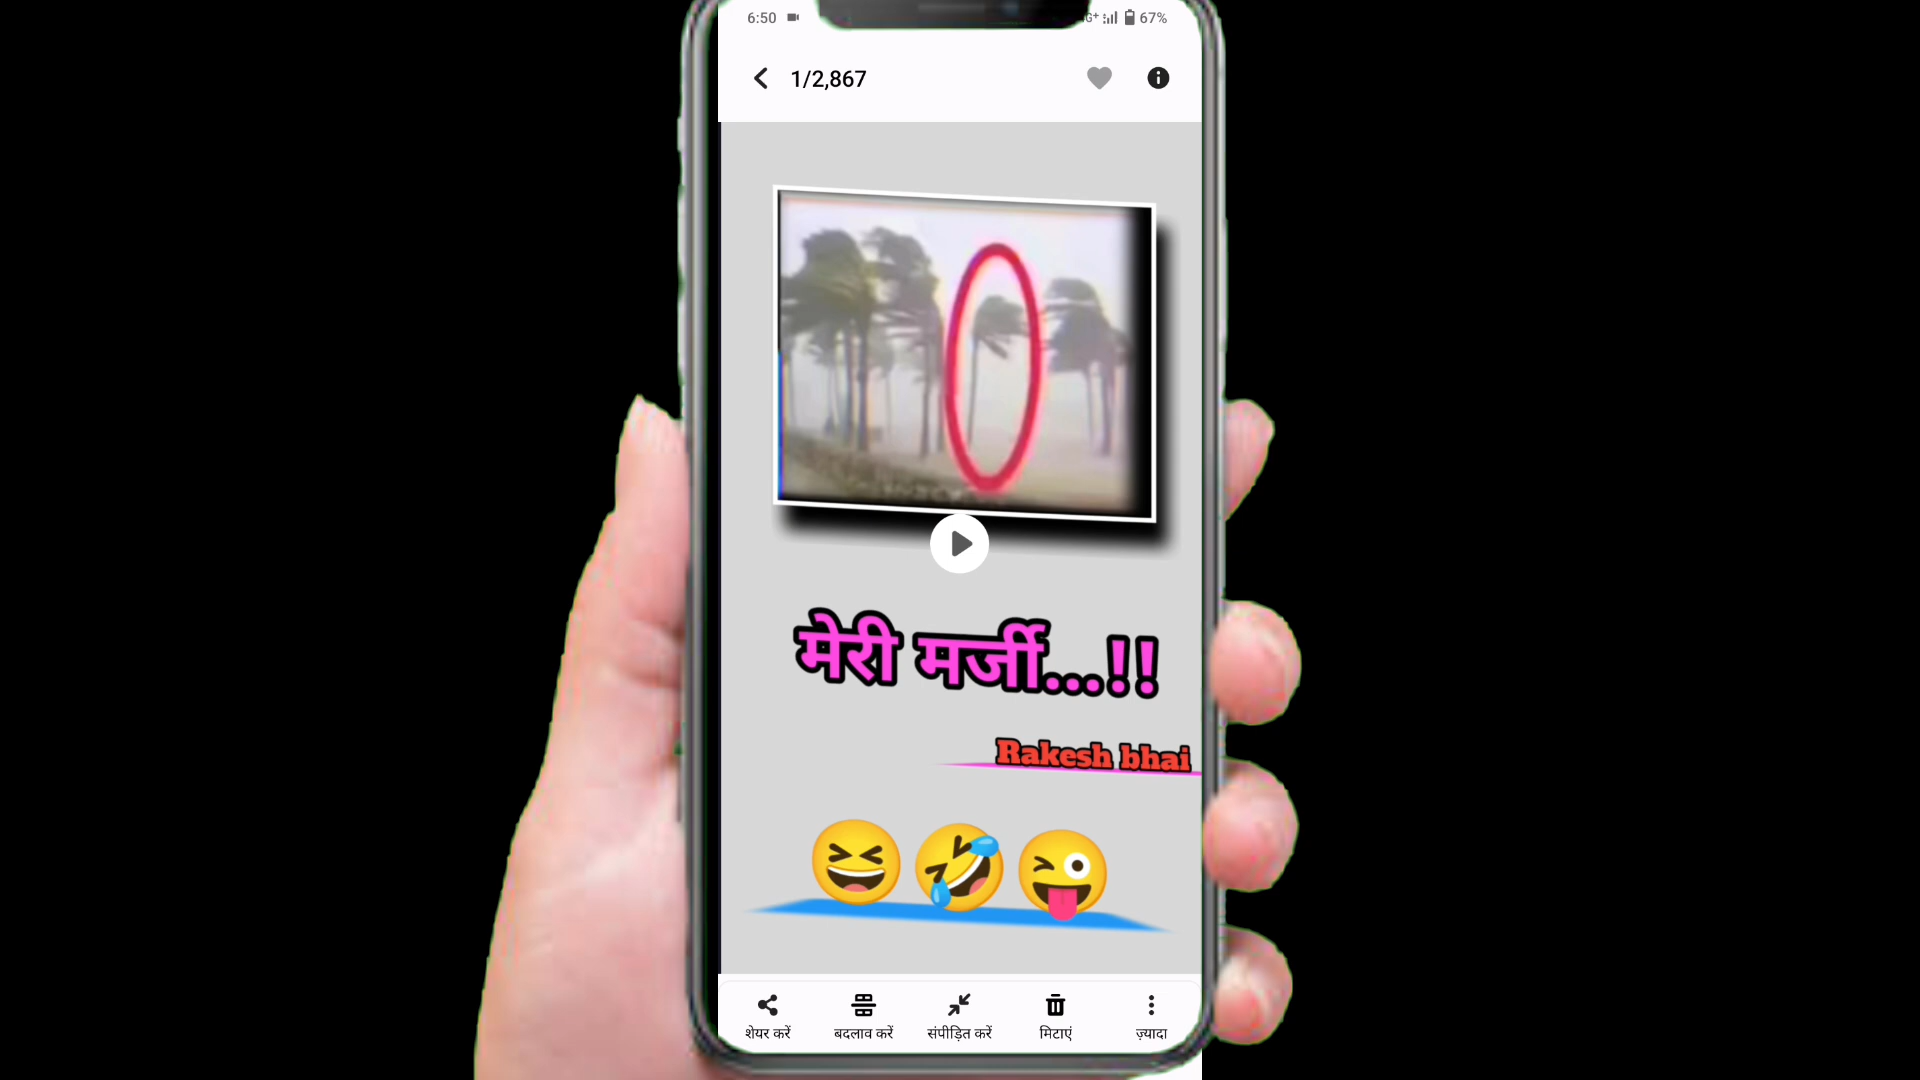 6:50 67%
1/2,867
मेरी मर्जी...!!
Rakesh bhai
शेयर करें बदलाव करें संपीड़ित करें मिटाएं ज़्यादा